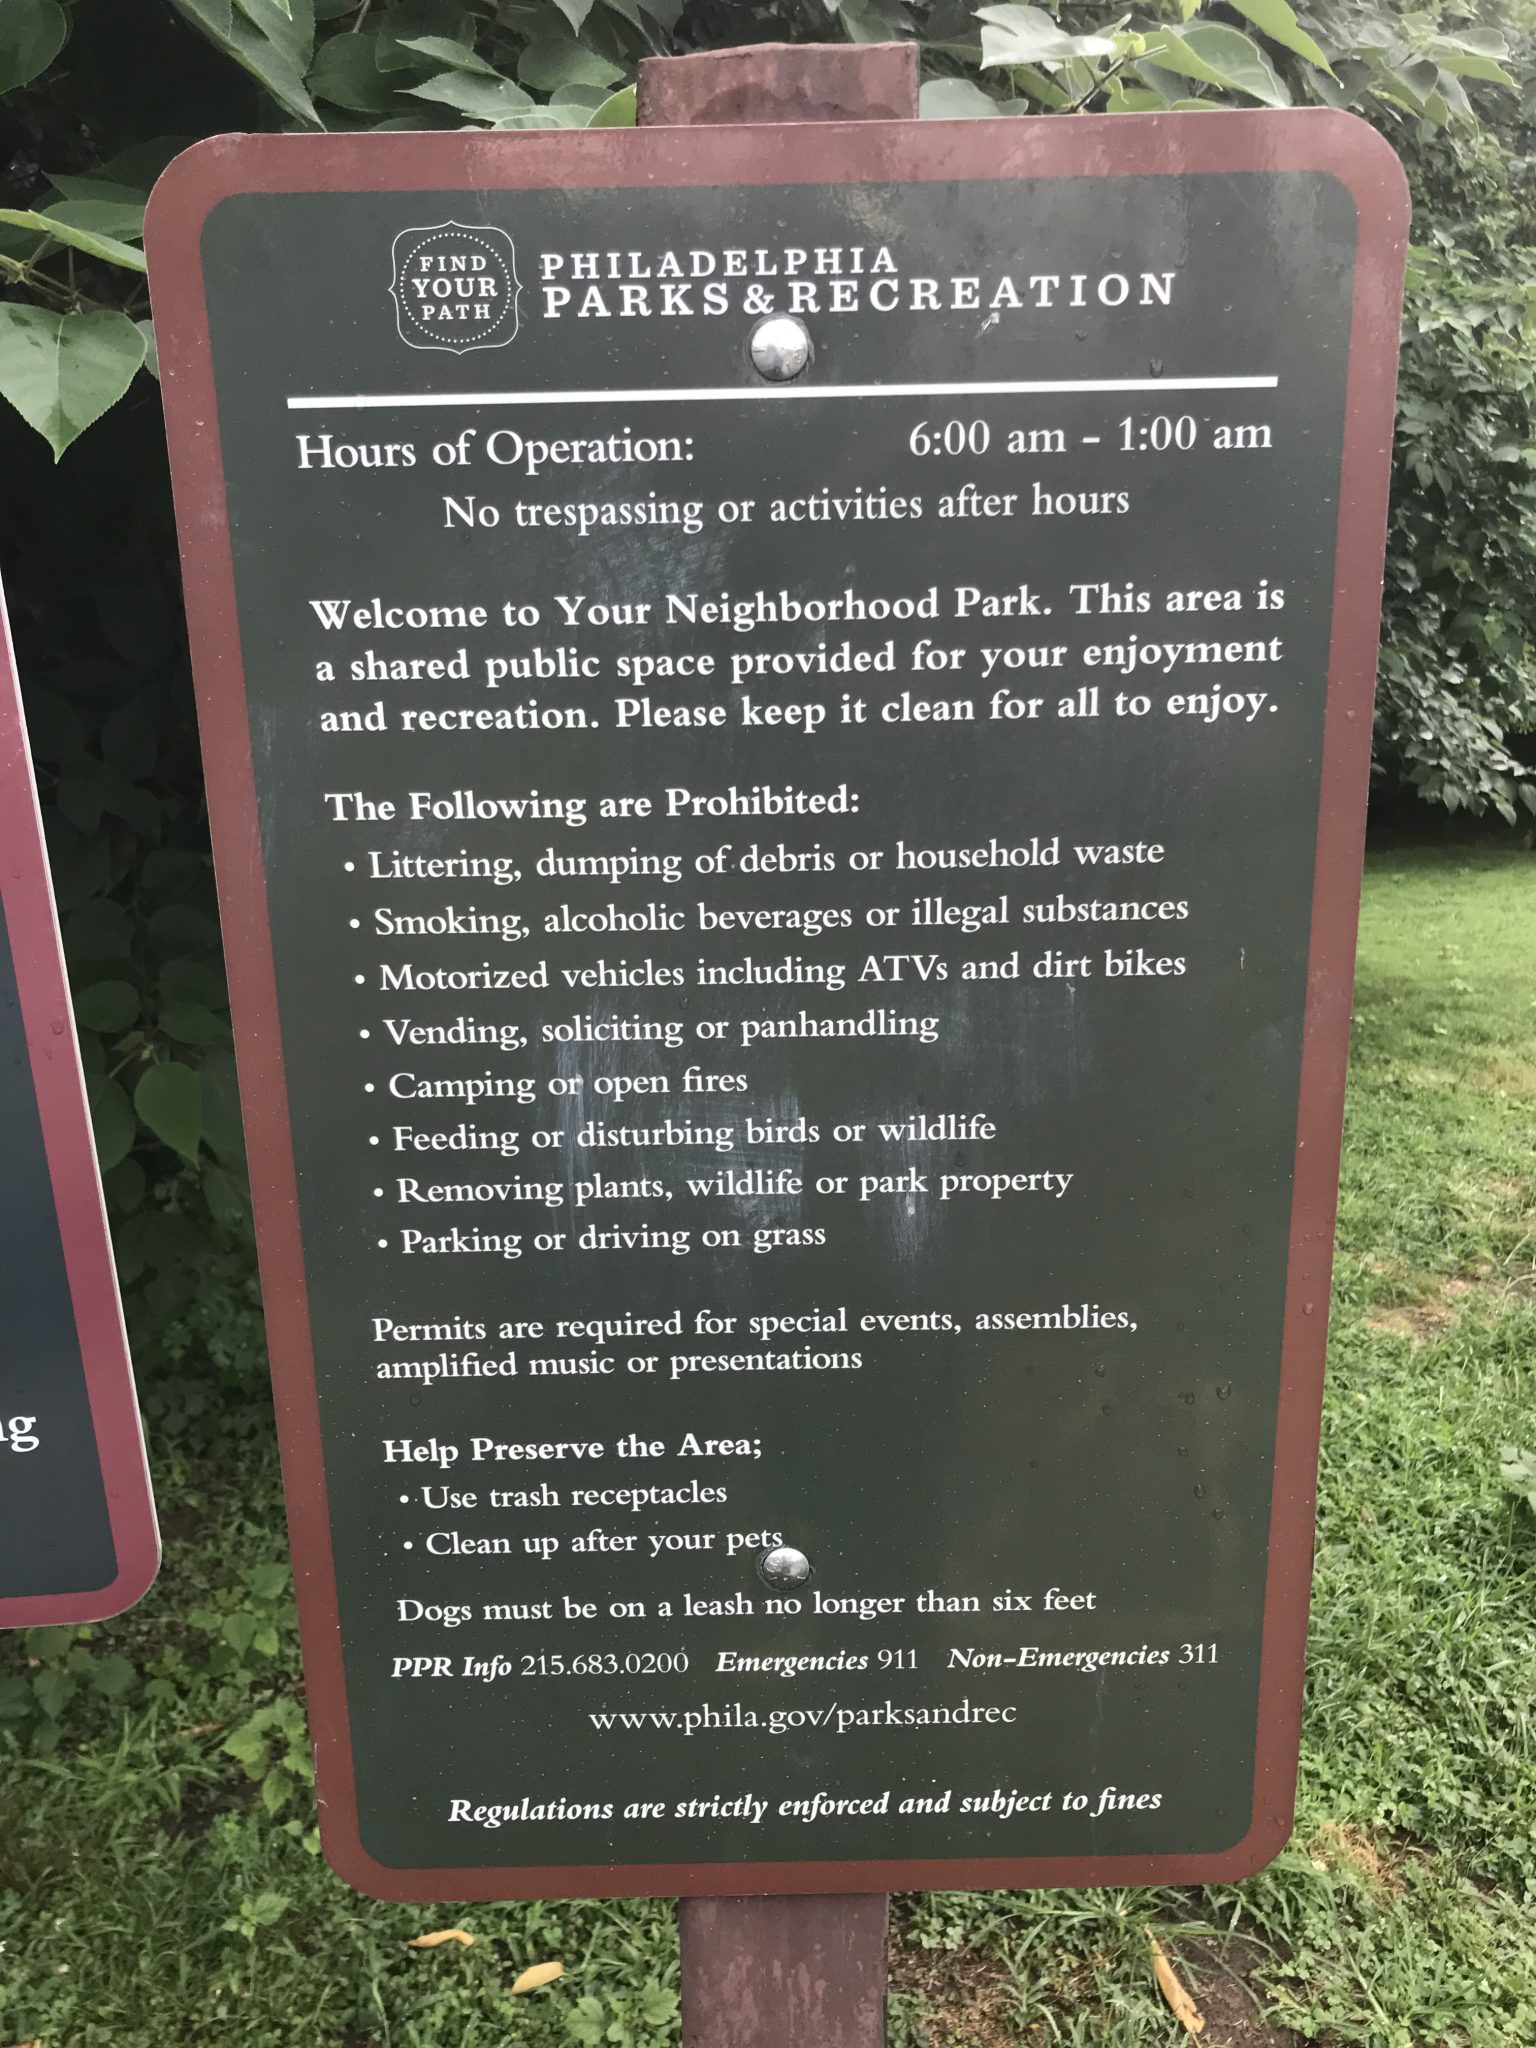 FIND
YOUR
PATH
PHILADELPHIA
PARKS & RECREATION
Hours of Operation: 6:00 am - 1:00 am
No trespassing or activities after hours
Welcome to Your Neighborhood Park. This area is
a shared public space provided for your enjoyment
and recreation. Please keep it clean for all to enjoy.
The Following are Prohibited:
• Littering, dumping of debris or household waste
• Smoking, alcoholic beverages or illegal substances
• Motorized vehicles including ATVs and dirt bikes
• Vending, soliciting or panhandling
• Camping or open fires
• Feeding or disturbing birds or wildlife
• Removing plants, wildlife or park property
• Parking or driving on grass
Permits are required for special events, assemblies,
amplified music or presentations
Help Preserve the Area;
• Use trash receptacles
• Clean up after your pets
Dogs must be on a leash no longer than six feet
PPR Info 215.683.0200 Emergencies 911 Non-Emergencies 311
www.phila.gov/parksandrec
Regulations are strictly enforced and subject to fines